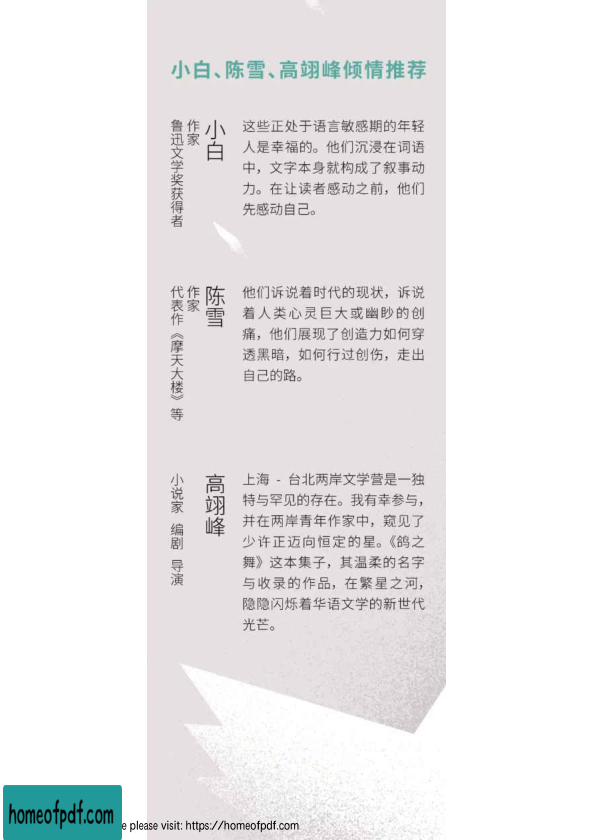 小白、陈雪、高翊峰倾情推荐
小白
作家
鲁迅文学奖获得者
这些正处于语言敏感期的年轻
人是幸福的。他们沉浸在词语
中，文字本身就构成了叙事动
力。在让读者感动之前，他们
先感动自己。
陈雪
作家
代表作《摩天大楼》等
他们诉说着时代的现状，诉说
着人类心灵巨大或幽眇的创
痛，他们展现了创造力如何穿
透黑暗，如何行过创伤，走出
自己的路。
高翊峰
小说家 编剧 导演
上海 - 台北两岸文学营是一独
特与罕见的存在。我有幸参与，
并在两岸青年作家中，窥见了
少许正迈向恒定的星。《鸽之
舞》这本集子，其温柔的名字
与收录的作品，在繁星之河，
隐隐闪烁着华语文学的新世代
光芒。
homeofpdf.com
e please visit: https://homeofpdf.com